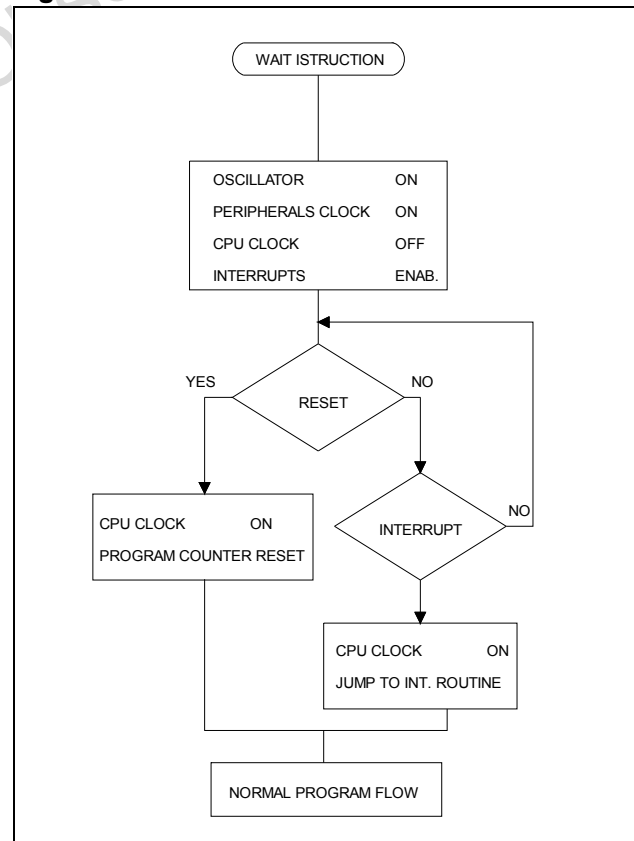 WAIT ISTRUCTION
OSCILLATOR ON
PERIPHERALS CLOCK ON
CPU CLOCK OFF
INTERRUPTS ENAB.
YES
NO
RESET
CPU CLOCK ON
PROGRAM COUNTER RESET
NO
INTERRUPT
CPU CLOCK ON
JUMP TO INT. ROUTINE
NORMAL PROGRAM FLOW